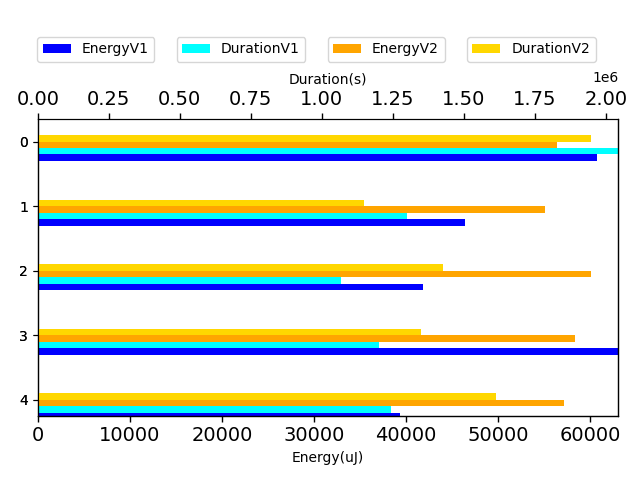 EnergyV1 DurationV1 EnergyV2 DurationV2
Duration(s)
1e6
0.00 0.25 0.50 0.75 1.00 1.25 1.50 1.75 2.00
0
1
2
3
4
0 10000 20000 30000 40000 50000 60000
Energy(uJ)